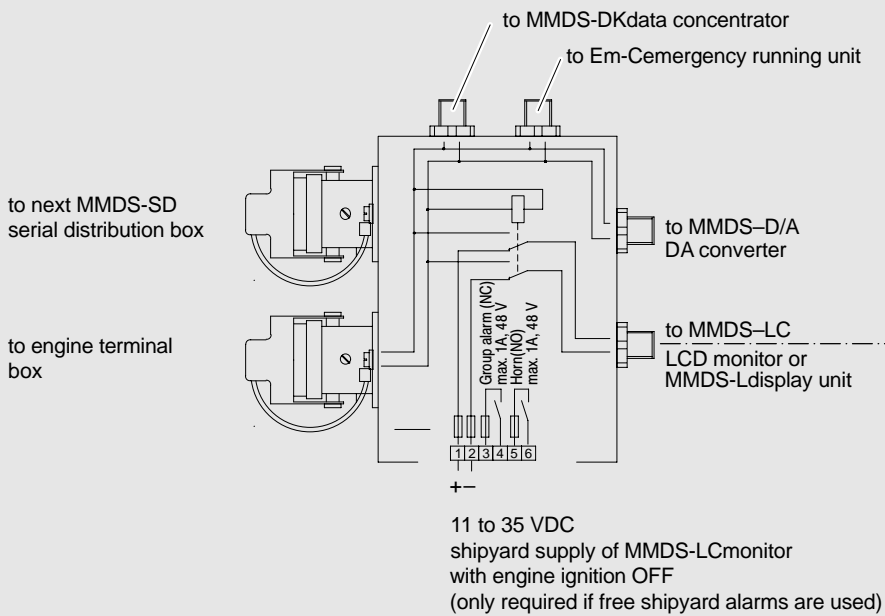 to MMDS-DKdata concentrator
to Em-Cemergency running unit
to next MMDS-SD
serial distribution box
to MMDS–D/A
DA converter
to engine terminal
box
to MMDS–LC
LCD monitor or
MMDS-Ldisplay unit
Group alarm (NC)
max. 1A, 48 V
Horn(NO)
max. 1A, 48 V
1 2 3 4 5 6
+–
11 to 35 VDC
shipyard supply of MMDS-LCmonitor
with engine ignition OFF
(only required if free shipyard alarms are used)